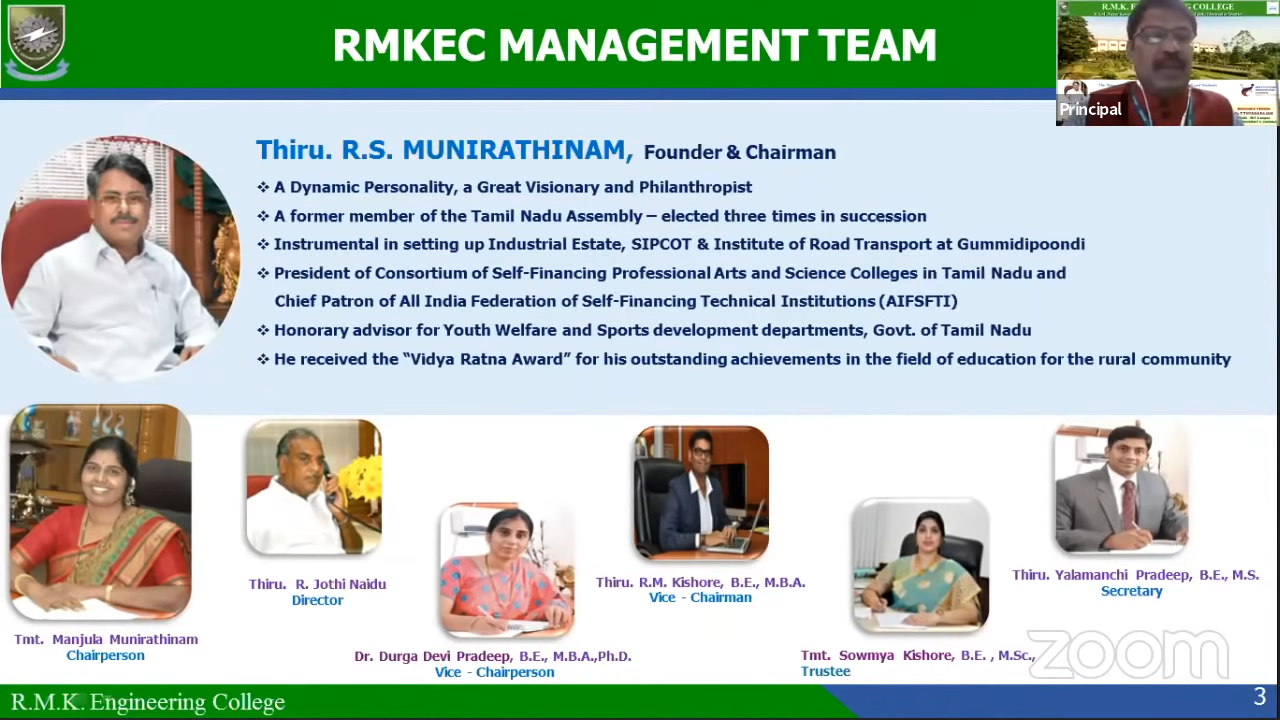 RMKEC MANAGEMENT TEAM
Principal
Thiru. R.S. MUNIRATHINAM, Founder & Chairman
❖ A Dynamic Personality, a Great Visionary and Philanthropist
❖ A former member of the Tamil Nadu Assembly – elected three times in succession
❖ Instrumental in setting up Industrial Estate, SIPCOT & Institute of Road Transport at Gummidipoondi
❖ President of Consortium of Self-Financing Professional Arts and Science Colleges in Tamil Nadu and
Chief Patron of All India Federation of Self-Financing Technical Institutions (AIFSFTI)
❖ Honorary advisor for Youth Welfare and Sports development departments, Govt. of Tamil Nadu
❖ He received the “Vidya Ratna Award” for his outstanding achievements in the field of education for the rural community
Tmt. Manjula Munirathinam
Chairperson
Thiru. R. Jothi Naidu
Director
Dr. Durga Devi Pradeep, B.E., M.B.A.,Ph.D.
Vice - Chairperson
Thiru. R.M. Kishore, B.E., M.B.A.
Vice - Chairman
Tmt. Sowmya Kishore, B.E. , M.Sc.,
Trustee
Thiru. Yalamanchi Pradeep, B.E., M.S.
Secretary
zoom
R.M.K. Engineering College
3